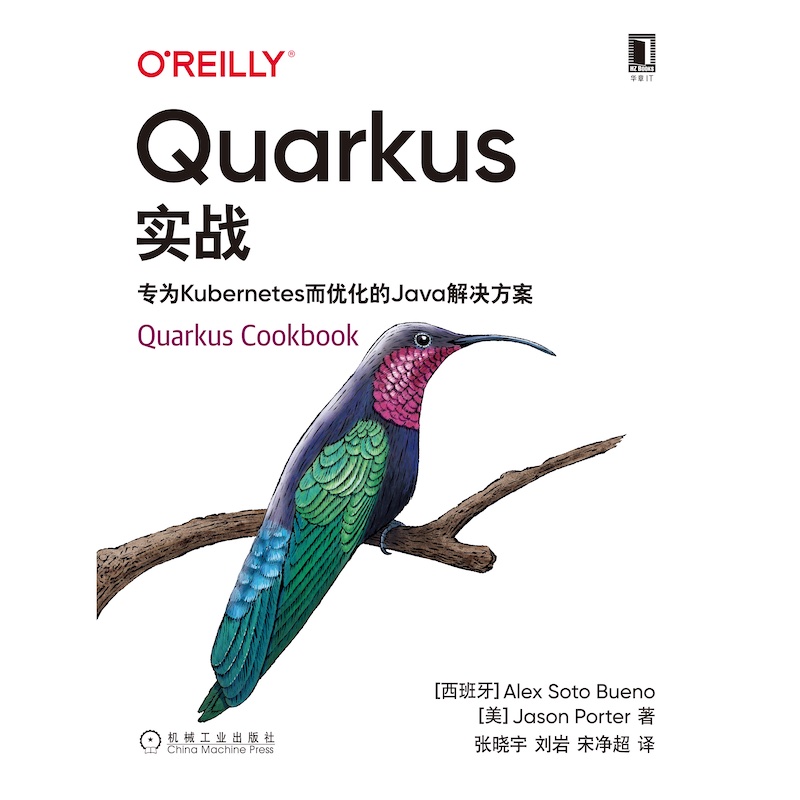 O'REILLY®
HZ Books
华章IT
Quarkus
实战
专为Kubernetes而优化的Java解决方案
Quarkus Cookbook
[西班牙] Alex Soto Bueno
[美] Jason Porter 著
张晓宇 刘岩 宋净超 译
机械工业出版社
China Machine Press